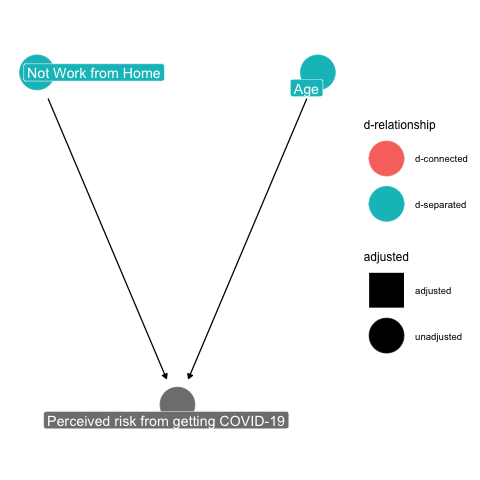 Not Work from Home
Age
d-relationship
d-connected
d-separated
adjusted
adjusted
unadjusted
Perceived risk from getting COVID-19